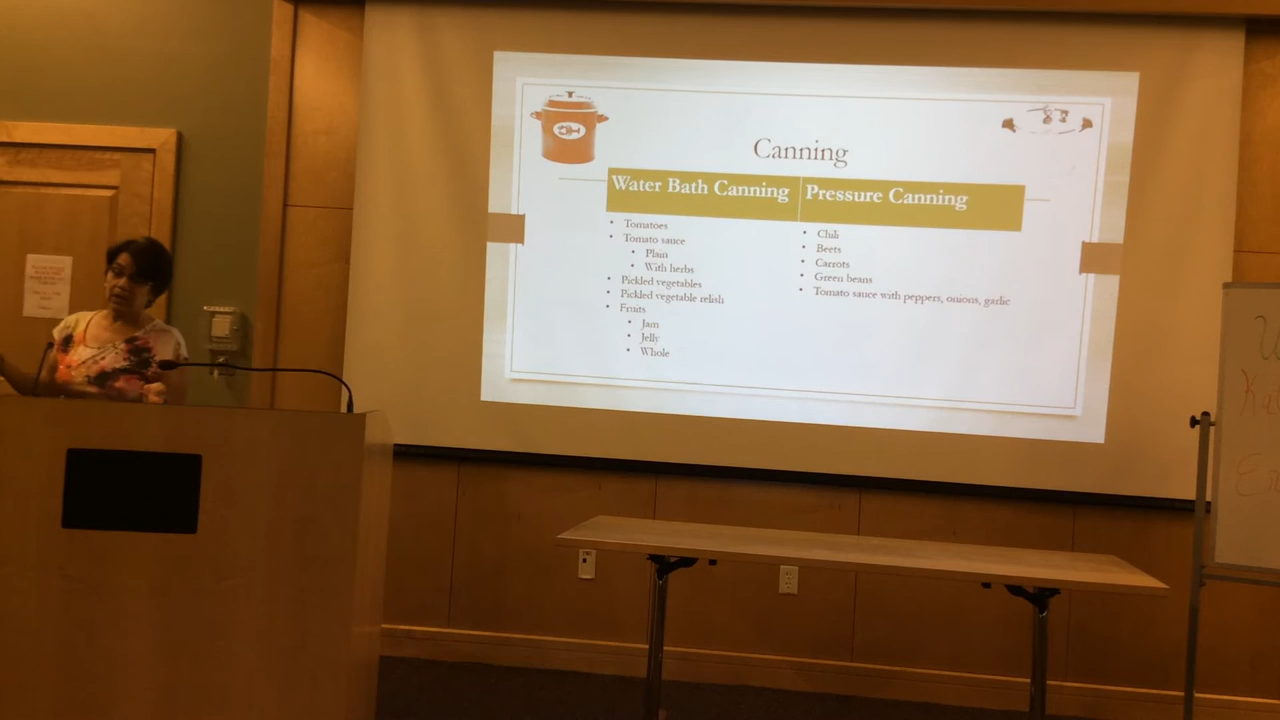 Canning
Water Bath Canning
Tomatoes
Tomato sauce
Plain
With herbs
Pickled vegetables
Pickled vegetable relish
Fruits
Jam
Jelly
Whole
Pressure Canning
Chili
Beets
Carrots
Green beans
Tomato sauce with peppers, onions, garlic